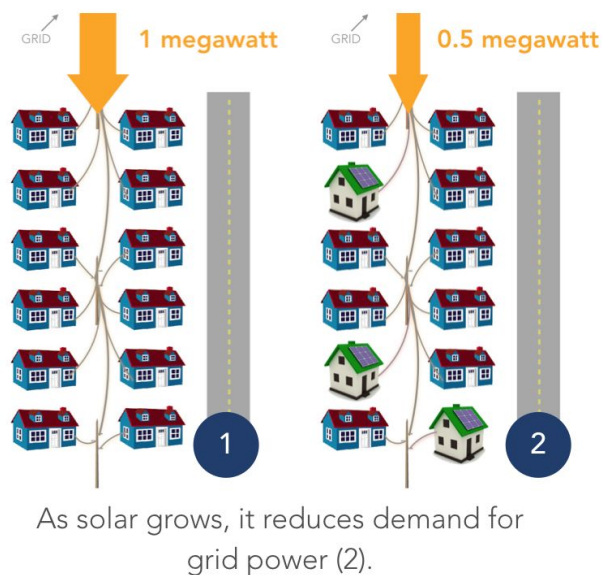 GRID
1 megawatt
GRID
0.5 megawatt
1
2
As solar grows, it reduces demand for
grid power (2).